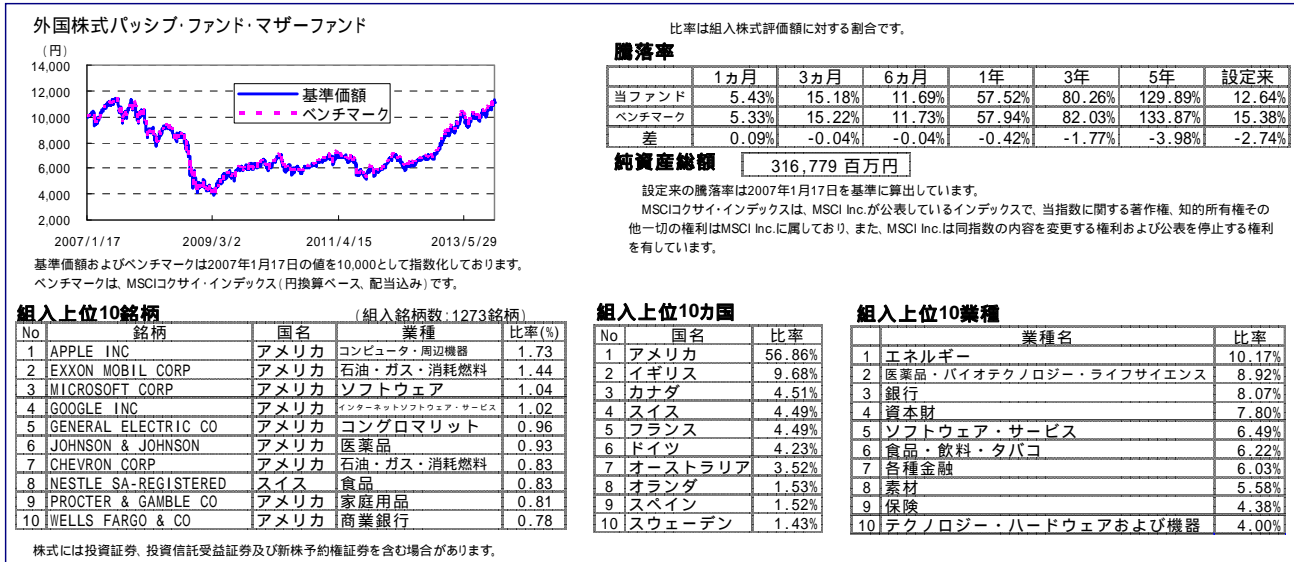 外国株式パッシブ・ファンド・マザーファンド
(円)
14,000
12,000
10,000
8,000
6,000
4,000
2,000
基準価額
ベンチマーク
2007/1/17 2009/3/2 2011/4/15 2013/5/29
基準価額およびベンチマークは2007年1月17日の値を10,000として指数化しております。
ベンチマークは、MSCIコクサイ・インデックス(円換算ベース、配当込み)です。
比率は組入株式評価額に対する割合です。
騰落率
1ヵ月 3ヵ月 6ヵ月 1年 3年 5年 設定来
当ファンド 5.43% 15.18% 11.69% 57.52% 80.26% 129.89% 12.64%
ベンチマーク 5.33% 15.22% 11.73% 57.94% 82.03% 133.87% 15.38%
差 0.09% -0.04% -0.04% -0.42% -1.77% -3.98% -2.74%
純資産総額 316,779 百万円
設定来の騰落率は2007年1月17日を基準に算出しています。
MSCIコクサイ・インデックスは、MSCI Inc.が公表しているインデックスで、当指数に関する著作権、知的所有権その
他一切の権利はMSCI Inc.に属しており、また、MSCI Inc.は同指数の内容を変更する権利および公表を停止する権利
を有しています。
組入上位10銘柄 (組入銘柄数:1273銘柄)
No 銘柄 国名 業種 比率(%)
1 APPLE INC アメリカ コンピュータ・周辺機器 1.73
2 EXXON MOBIL CORP アメリカ 石油・ガス・消耗燃料 1.44
3 MICROSOFT CORP アメリカ ソフトウェア 1.04
4 GOOGLE INC アメリカ インターネットソフトウェア・サービス 1.02
5 GENERAL ELECTRIC CO アメリカ コングロマリット 0.96
6 JOHNSON & JOHNSON アメリカ 医薬品 0.93
7 CHEVRON CORP アメリカ 石油・ガス・消耗燃料 0.83
8 NESTLE SA-REGISTERED スイス 食品 0.83
9 PROCTER & GAMBLE CO アメリカ 家庭用品 0.81
10 WELLS FARGO & CO アメリカ 商業銀行 0.78
株式には投資証券、投資信託受益証券及び新株予約権証券を含む場合があります。
組入上位10カ国
No 国名 比率
1 アメリカ 56.86%
2 イギリス 9.68%
3 カナダ 4.51%
4 スイス 4.49%
5 フランス 4.49%
6 ドイツ 4.23%
7 オーストラリア 3.52%
8 オランダ 1.53%
9 スペイン 1.52%
10 スウェーデン 1.43%
組入上位10業種
業種名 比率
1 エネルギー 10.17%
2 医薬品・バイオテクノロジー・ライフサイエンス 8.92%
3 銀行 8.07%
4 資本財 7.80%
5 ソフトウェア・サービス 6.49%
6 食品・飲料・タバコ 6.22%
7 各種金融 6.03%
8 素材 5.58%
9 保険 4.38%
10 テクノロジー・ハードウェアおよび機器 4.00%